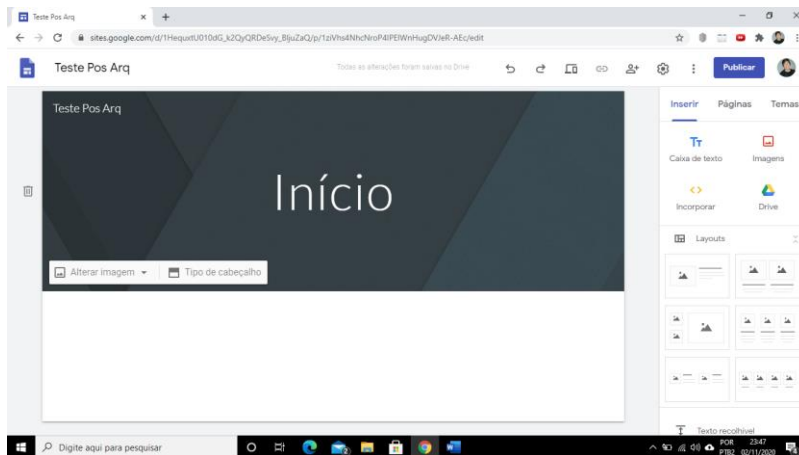 Teste Pos Arq
sites.google.com/d/1HequxtU010dG_k2QyQRDeSvy_BljuZaQ/p/1ziVhs4NhcNroP4IPEIWnHugDVJeR-AEc/edit
Teste Pos Arq
Todas as alterações foram salvas no Drive
Publicar
Teste Pos Arq
Início
Alterar imagem
Tipo de cabeçalho
Inserir Páginas Temas
Caixa de texto Imagens
Incorporar Drive
Layouts
Texto recolhível
Digite aqui para pesquisar
POR 23:47
PTB2 02/11/2020